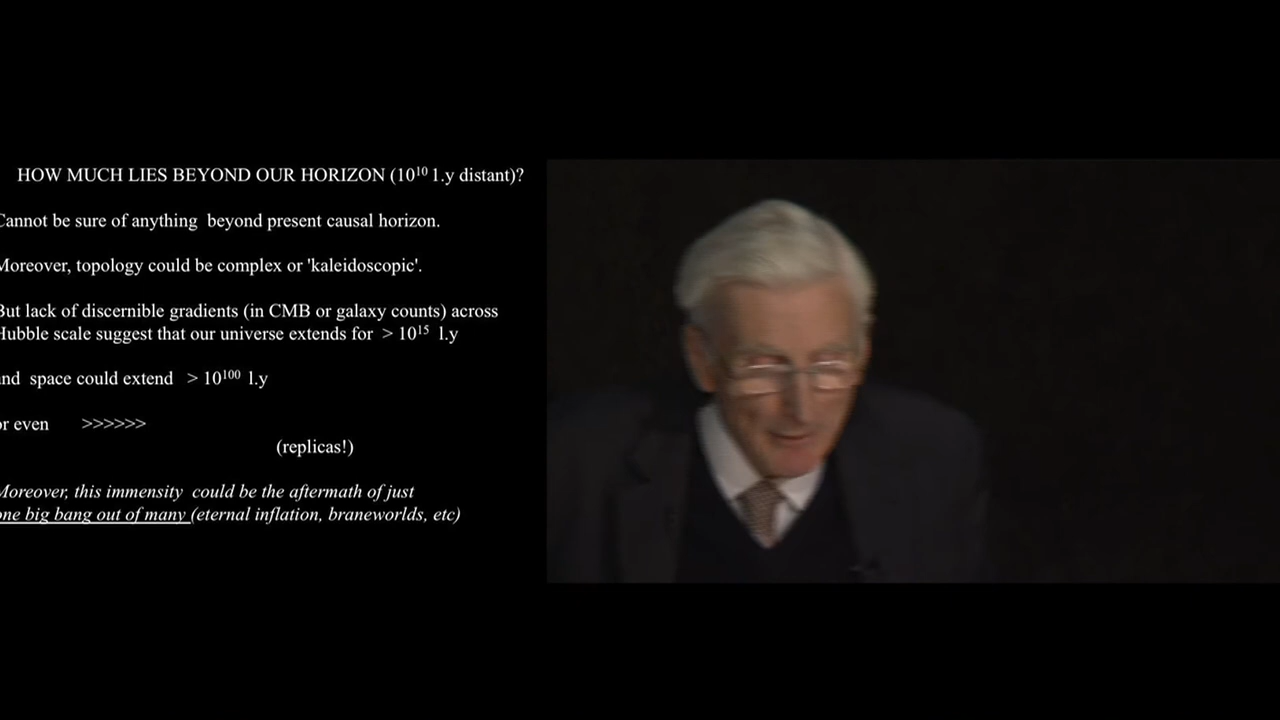 HOW MUCH LIES BEYOND OUR HORIZON (10¹⁰ l.y distant)?
Cannot be sure of anything beyond present causal horizon.
Moreover, topology could be complex or 'kaleidoscopic'.
But lack of discernible gradients (in CMB or galaxy counts) across
Hubble scale suggest that our universe extends for > 10¹⁵ l.y
and space could extend > 10¹⁰⁰ l.y
or even >>>>>>
(replicas!)
Moreover, this immensity could be the aftermath of just
one big bang out of many (eternal inflation, braneworlds, etc)